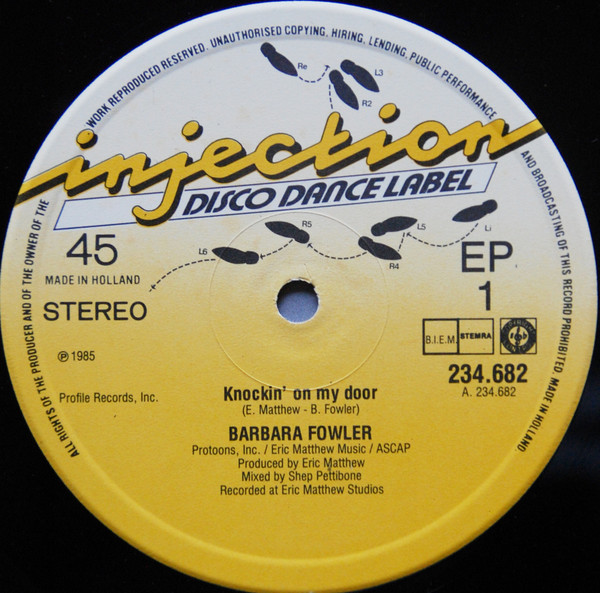 WORK REPRODUCED RESERVED. UNAUTHORISED COPYING, HIRING, LENDING, PUBLIC PERFORMANCE
AND BROADCASTING OF THIS RECORD PROHIBITED. MADE IN HOLLAND.
ALL RIGHTS OF THE PRODUCER AND OF THE OWNER OF THE
Re
L3
R2
injection
DISCO DANCE LABEL
R5
L5
Li
L6
R4
45
MADE IN HOLLAND
STEREO
EP
1
B.I.E.M. STEMRA
℗ 1985
234.682
A. 234.682
Profile Records, Inc.
Knockin' on my door
(E. Matthew - B. Fowler)
BARBARA FOWLER
Protoons, Inc. / Eric Matthew Music / ASCAP
Produced by Eric Matthew
Mixed by Shep Pettibone
Recorded at Eric Matthew Studios